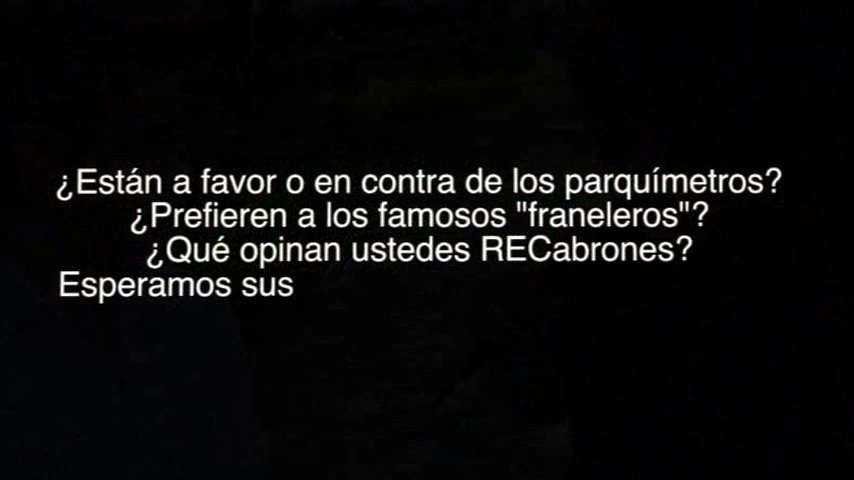 ¿Están a favor o en contra de los parquímetros?
¿Prefieren a los famosos "franeleros"?
¿Qué opinan ustedes RECabrones?
Esperamos sus